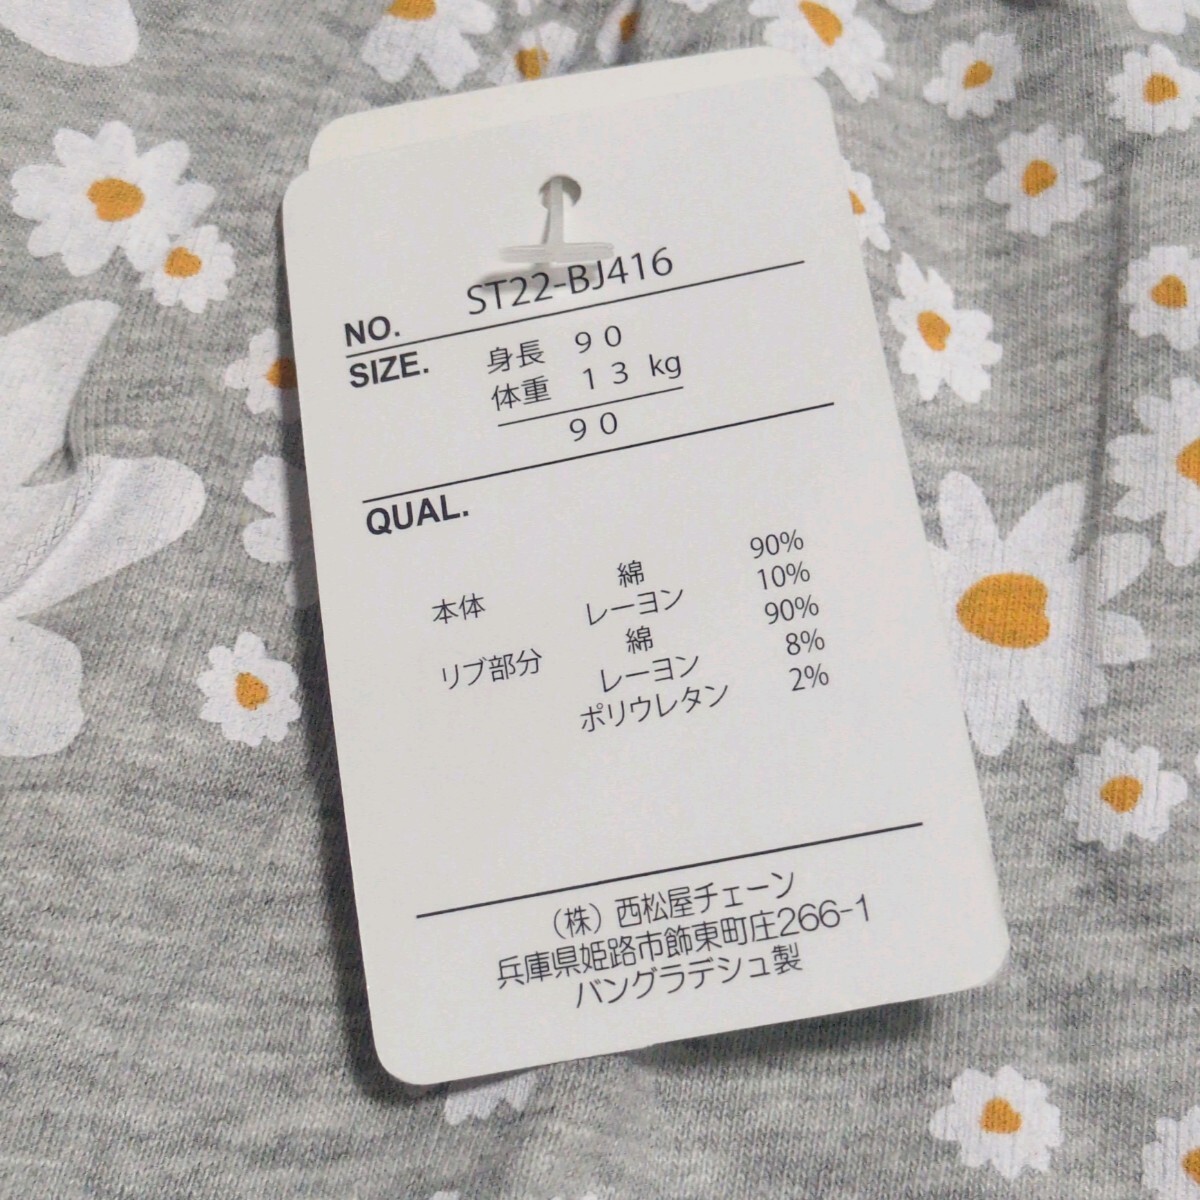 NO. ST22-BJ416
SIZE. 身長 90
体重 13 kg
90
QUAL.
本体 綿 90%
レーヨン 10%
リブ部分 綿 90%
レーヨン 8%
ポリウレタン 2%
(株) 西松屋チェーン
兵庫県姫路市飾東町庄266-1
バングラデシュ製